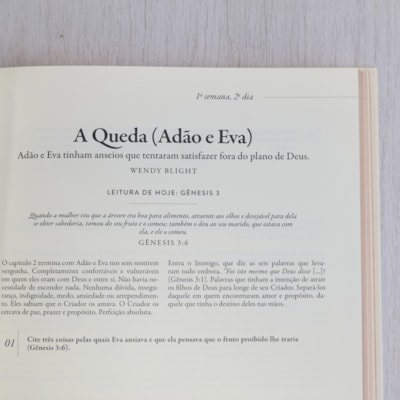 1ª semana, 2º dia
A Queda (Adão e Eva)
Adão e Eva tinham anseios que tentaram satisfazer fora do plano de Deus.
WENDY BLIGHT
LEITURA DE HOJE: GÊNESIS 3
Quando a mulher viu que a árvore era boa para alimento, atraente aos olhos e desejável para dela
se obter sabedoria, tomou do seu fruto e o comeu; também o deu ao seu marido, que estava com
ela, e ele o comeu.
GÊNESIS 3:6
O capítulo 2 termina com Adão e Eva nus sem sentirem
vergonha. Completamente confortáveis e vulneráveis
em quem eles eram com Deus e entre si. Não havia ne-
cessidade de esconder nada. Nenhuma dúvida, insegu-
rança, indignidade, medo, ansiedade ou arrependimen-
to. Eles sabiam que o Criador os amava. O Criador os
cercava de paz, prazer e propósito. Perfeição absoluta.
Entra o Inimigo, que diz as seis palavras que leva-
ram tudo embora. "Foi isto mesmo que Deus disse [...]?
(Gênesis 3:1). Palavras que tinham a intenção de atrair
os filhos de Deus para longe de seu Criador. Separá-los
daquele em quem encontraram amor e propósito, da-
quele que tinha o destino deles nas mãos.
01
Cite três coisas pelas quais Eva ansiava e que ela pensava que o fruto proibido lhe traria
(Gênesis 3:6).